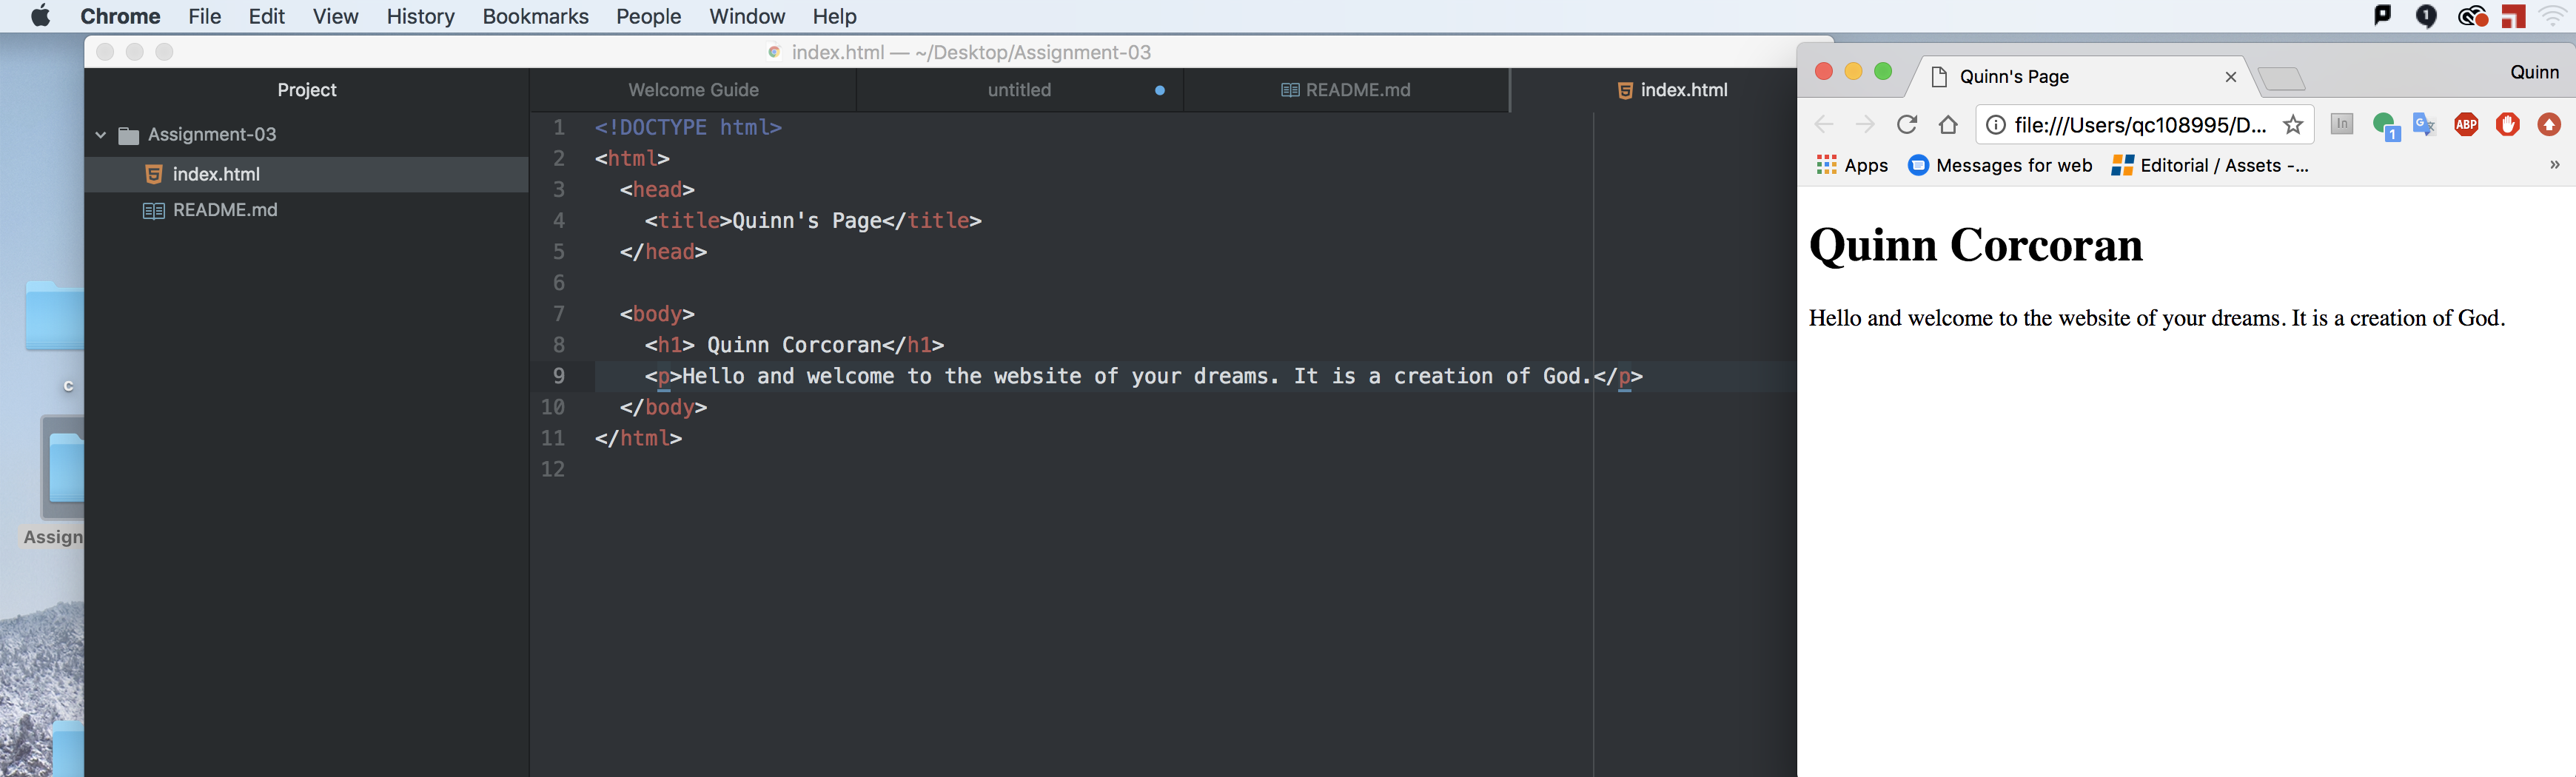 Chrome File Edit View History Bookmarks People Window Help
1
index.html — ~/Desktop/Assignment-03
Project
Welcome Guide
untitled
README.md
index.html
Assignment-03
index.html
README.md
1 <!DOCTYPE html>
2 <html>
3 <head>
4 <title>Quinn's Page</title>
5 </head>
6
7 <body>
8 <h1> Quinn Corcoran</h1>
9 <p>Hello and welcome to the website of your dreams. It is a creation of God.</p>
10 </body>
11 </html>
12
c
Assign
Quinn's Page
Quinn
file:///Users/qc108995/D...
In
1
G
ABP
Apps Messages for web Editorial / Assets -... »
Quinn Corcoran
Hello and welcome to the website of your dreams. It is a creation of God.